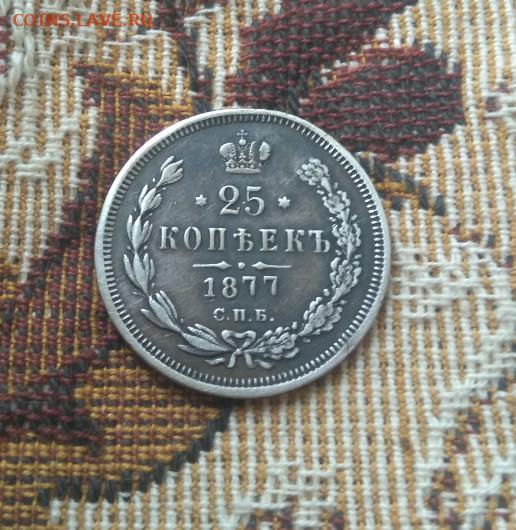 COINS.LAVE.RU
* 25 *
КОПѢЕКЪ
1877
С.П.Б.